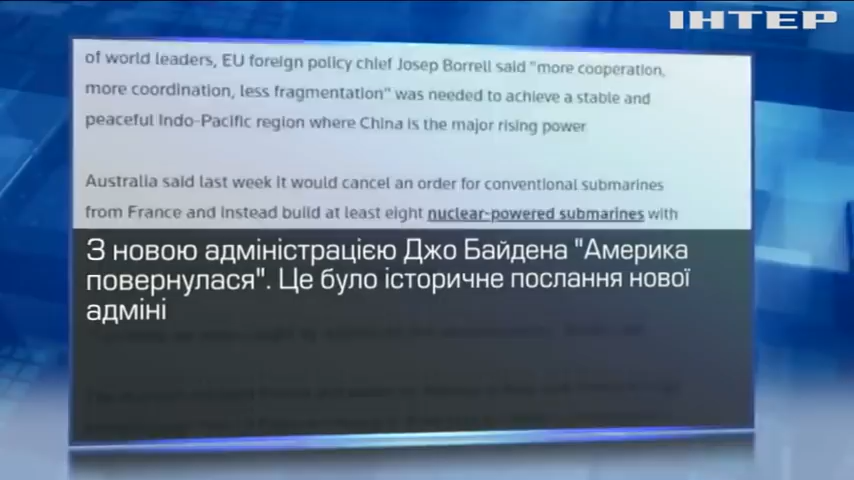 ІНТЕР
of world leaders, EU foreign policy chief Josep Borrell said "more cooperation,
more coordination, less fragmentation" was needed to achieve a stable and
peaceful Indo-Pacific region where China is the major rising power
Australia said last week it would cancel an order for conventional submarines
from France and instead build at least eight nuclear-powered submarines with
З новою адміністрацією Джо Байдена "Америка
повернулася". Це було історичне послання нової
адміні